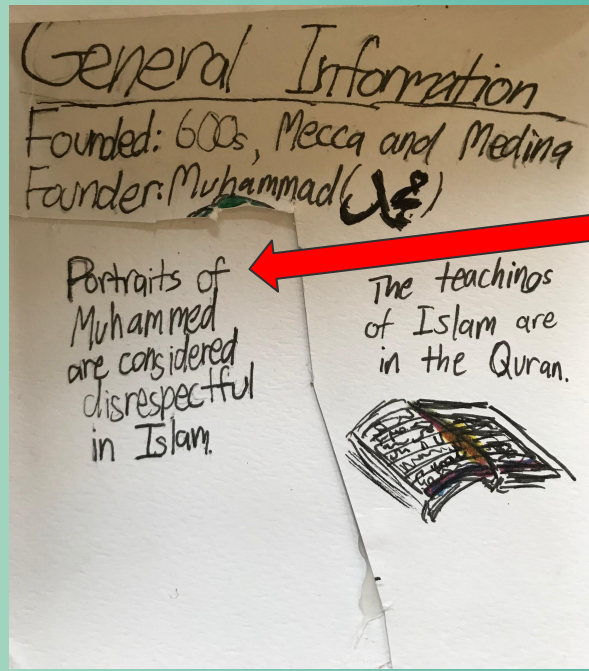 General Information
Founded: 600s, Mecca and Medina
Founder: Muhammad (محمد)
Portraits of
Muhammed
are considered
disrespectful
in Islam.
The teachings
of Islam are
in the Quran.